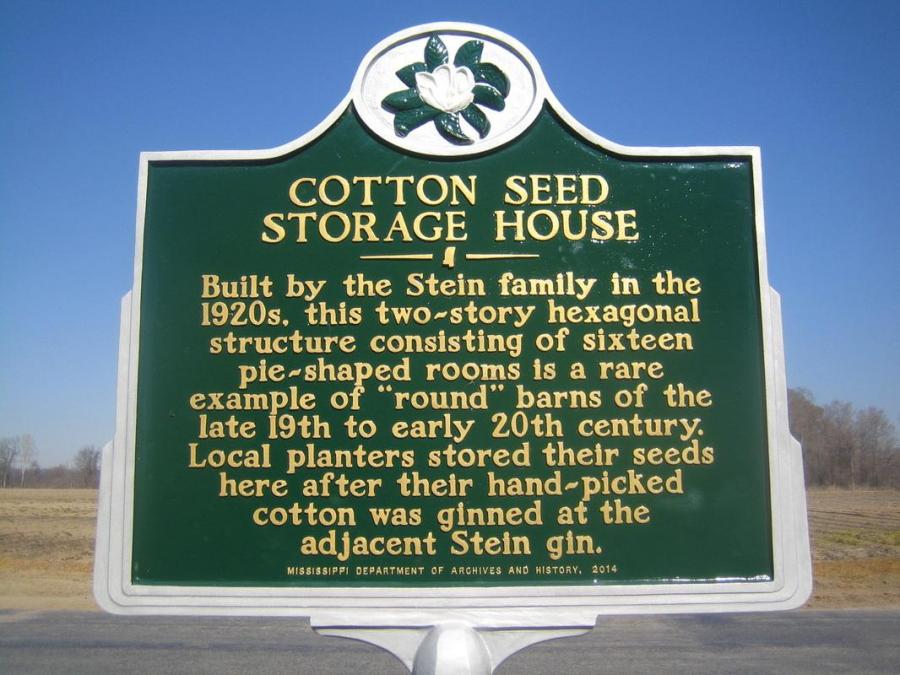 COTTON SEED
STORAGE HOUSE
Built by the Stein family in the
1920s, this two-story hexagonal
structure consisting of sixteen
pie-shaped rooms is a rare
example of “round” barns of the
late 19th to early 20th century.
Local planters stored their seeds
here after their hand-picked
cotton was ginned at the
adjacent Stein gin.
MISSISSIPPI DEPARTMENT OF ARCHIVES AND HISTORY, 2014